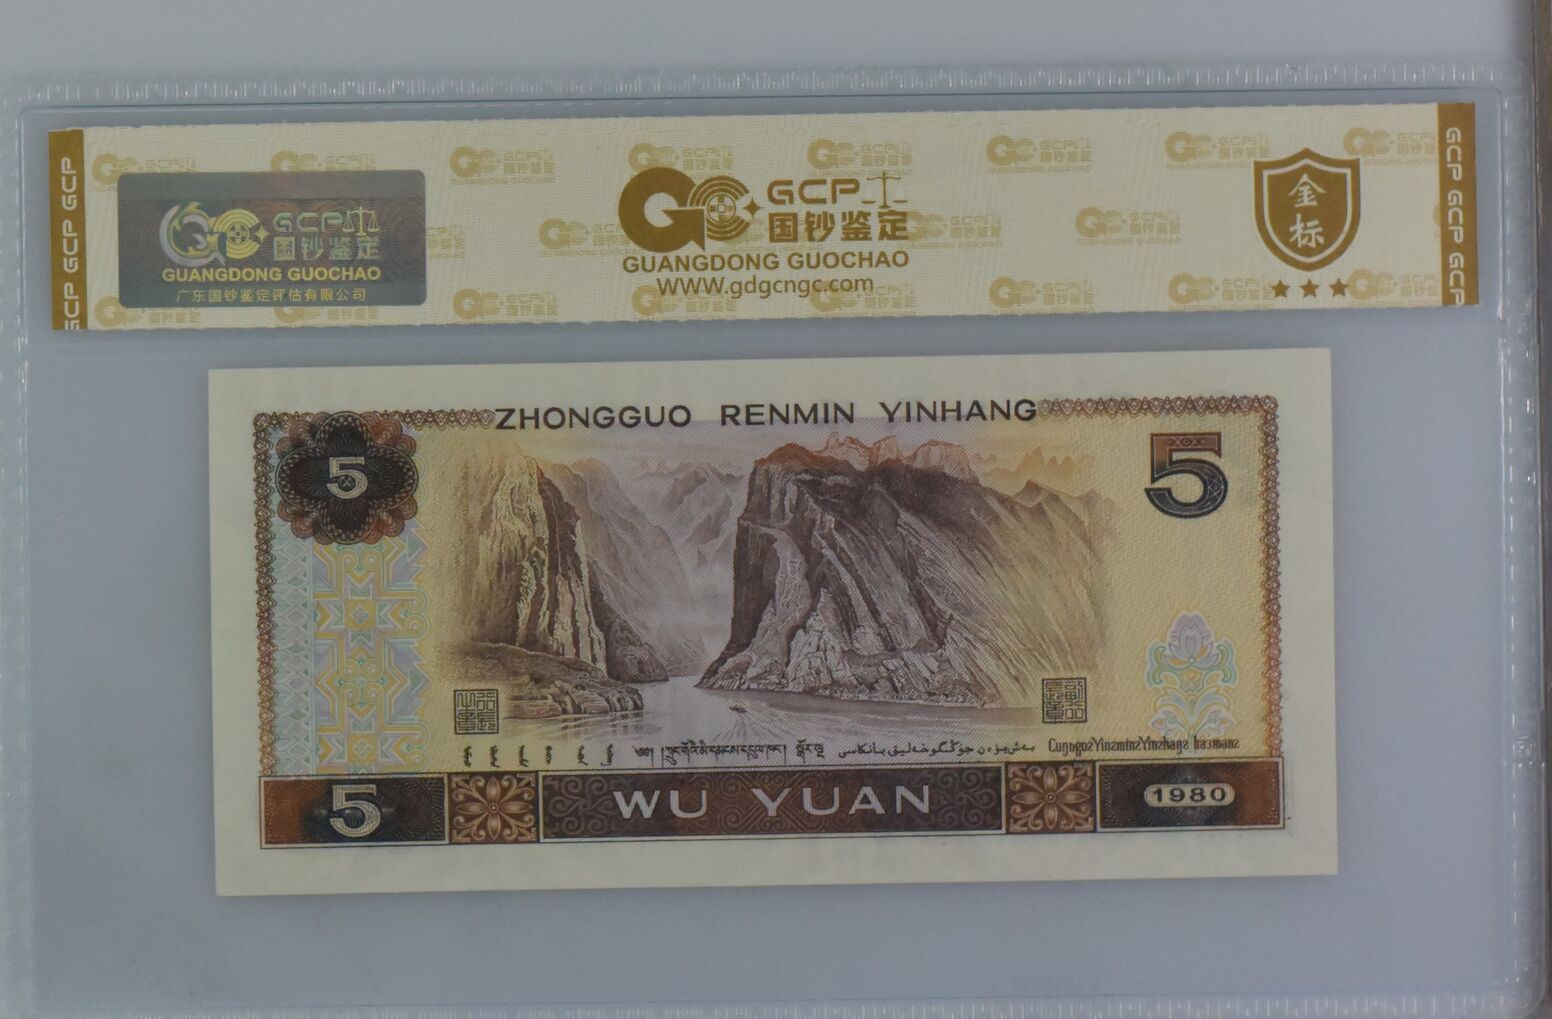 GCP GCP GCP
GCP
国钞鉴定
GUANGDONG GUOCHAO
广东国钞鉴定评估有限公司
GCP
国钞鉴定
GUANGDONG GUOCHAO
WWW.gdgcngc.com
金
标
GCP GCP GCP
ZHONGGUO RENMIN YINHANG
5
5
5
WU YUAN
1980